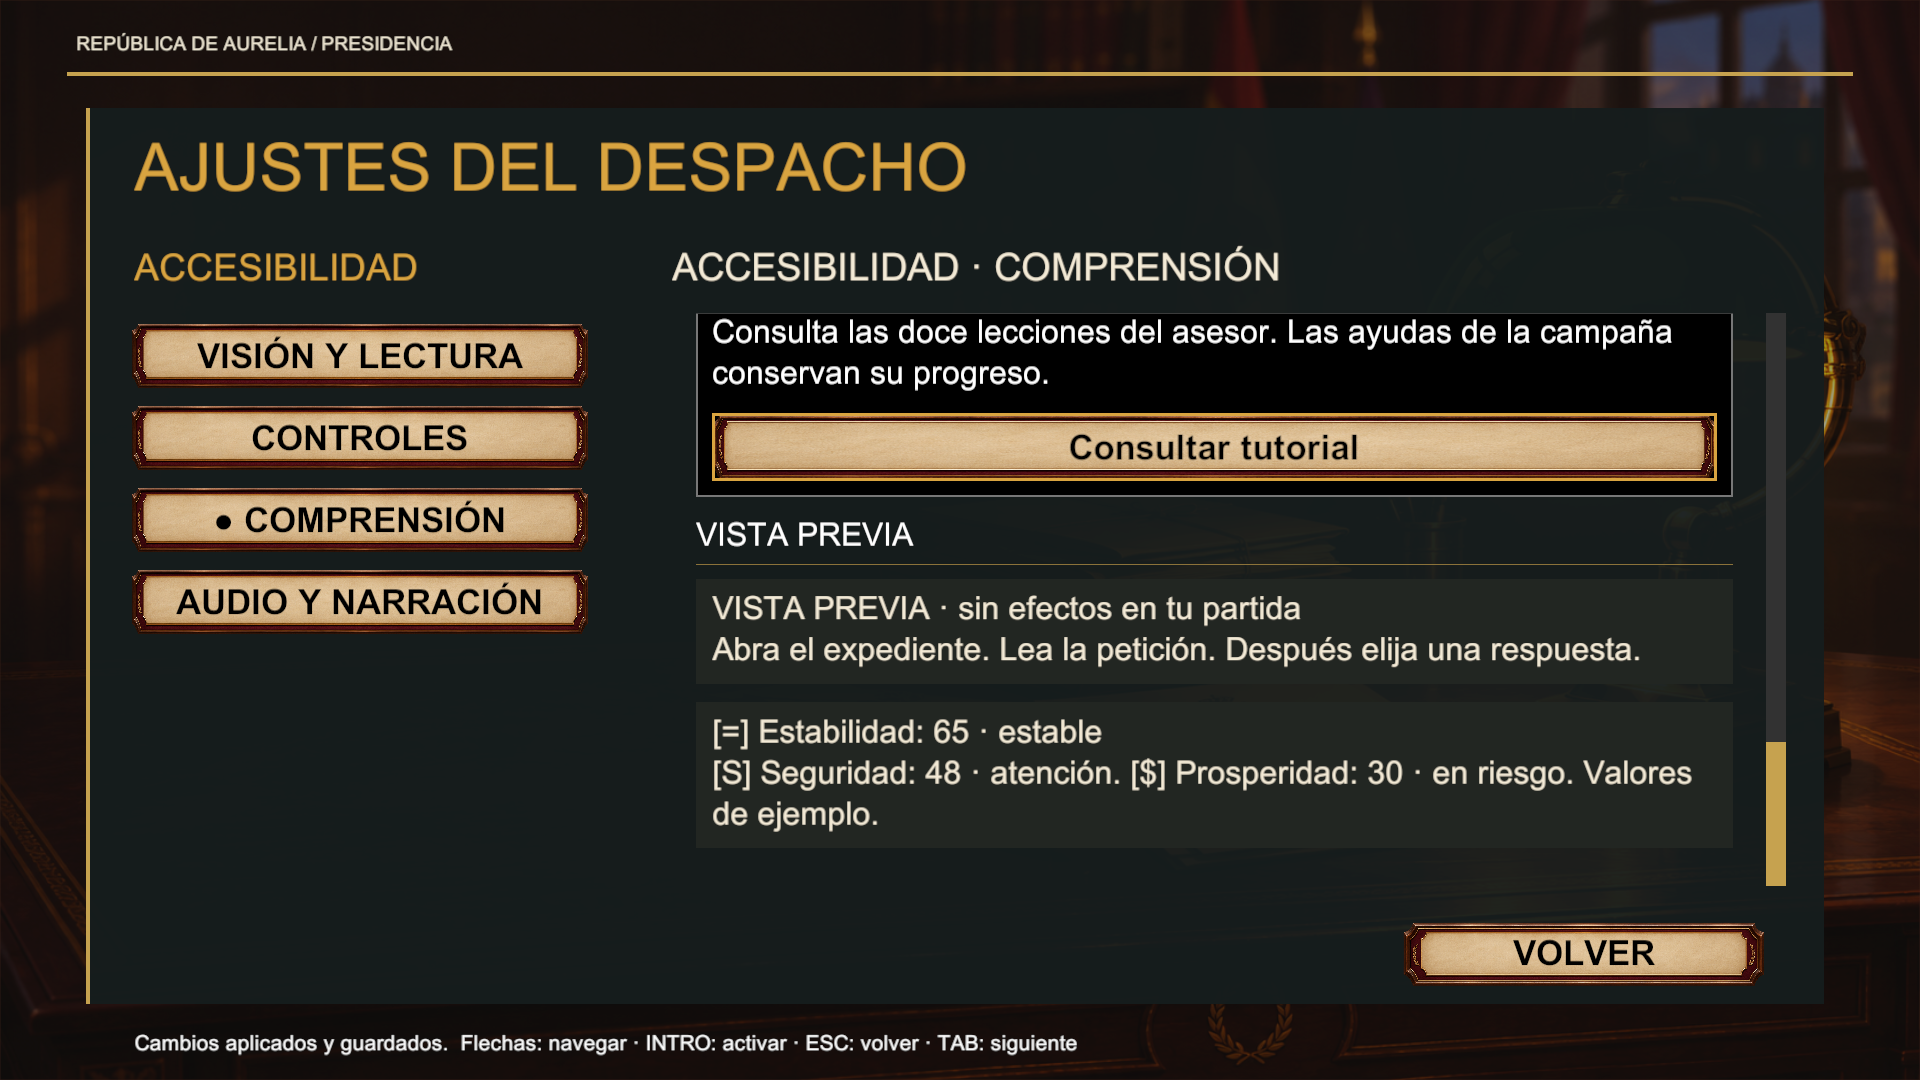 REPÚBLICA DE AURELIA / PRESIDENCIA
AJUSTES DEL DESPACHO
ACCESIBILIDAD
VISIÓN Y LECTURA
CONTROLES
● COMPRENSIÓN
AUDIO Y NARRACIÓN
ACCESIBILIDAD · COMPRENSIÓN
Consulta las doce lecciones del asesor. Las ayudas de la campaña
conservan su progreso.
Consultar tutorial
VISTA PREVIA
VISTA PREVIA · sin efectos en tu partida
Abra el expediente. Lea la petición. Después elija una respuesta.
[=] Estabilidad: 65 · estable
[S] Seguridad: 48 · atención. [$] Prosperidad: 30 · en riesgo. Valores
de ejemplo.
VOLVER
Cambios aplicados y guardados.  Flechas: navegar · INTRO: activar · ESC: volver · TAB: siguiente